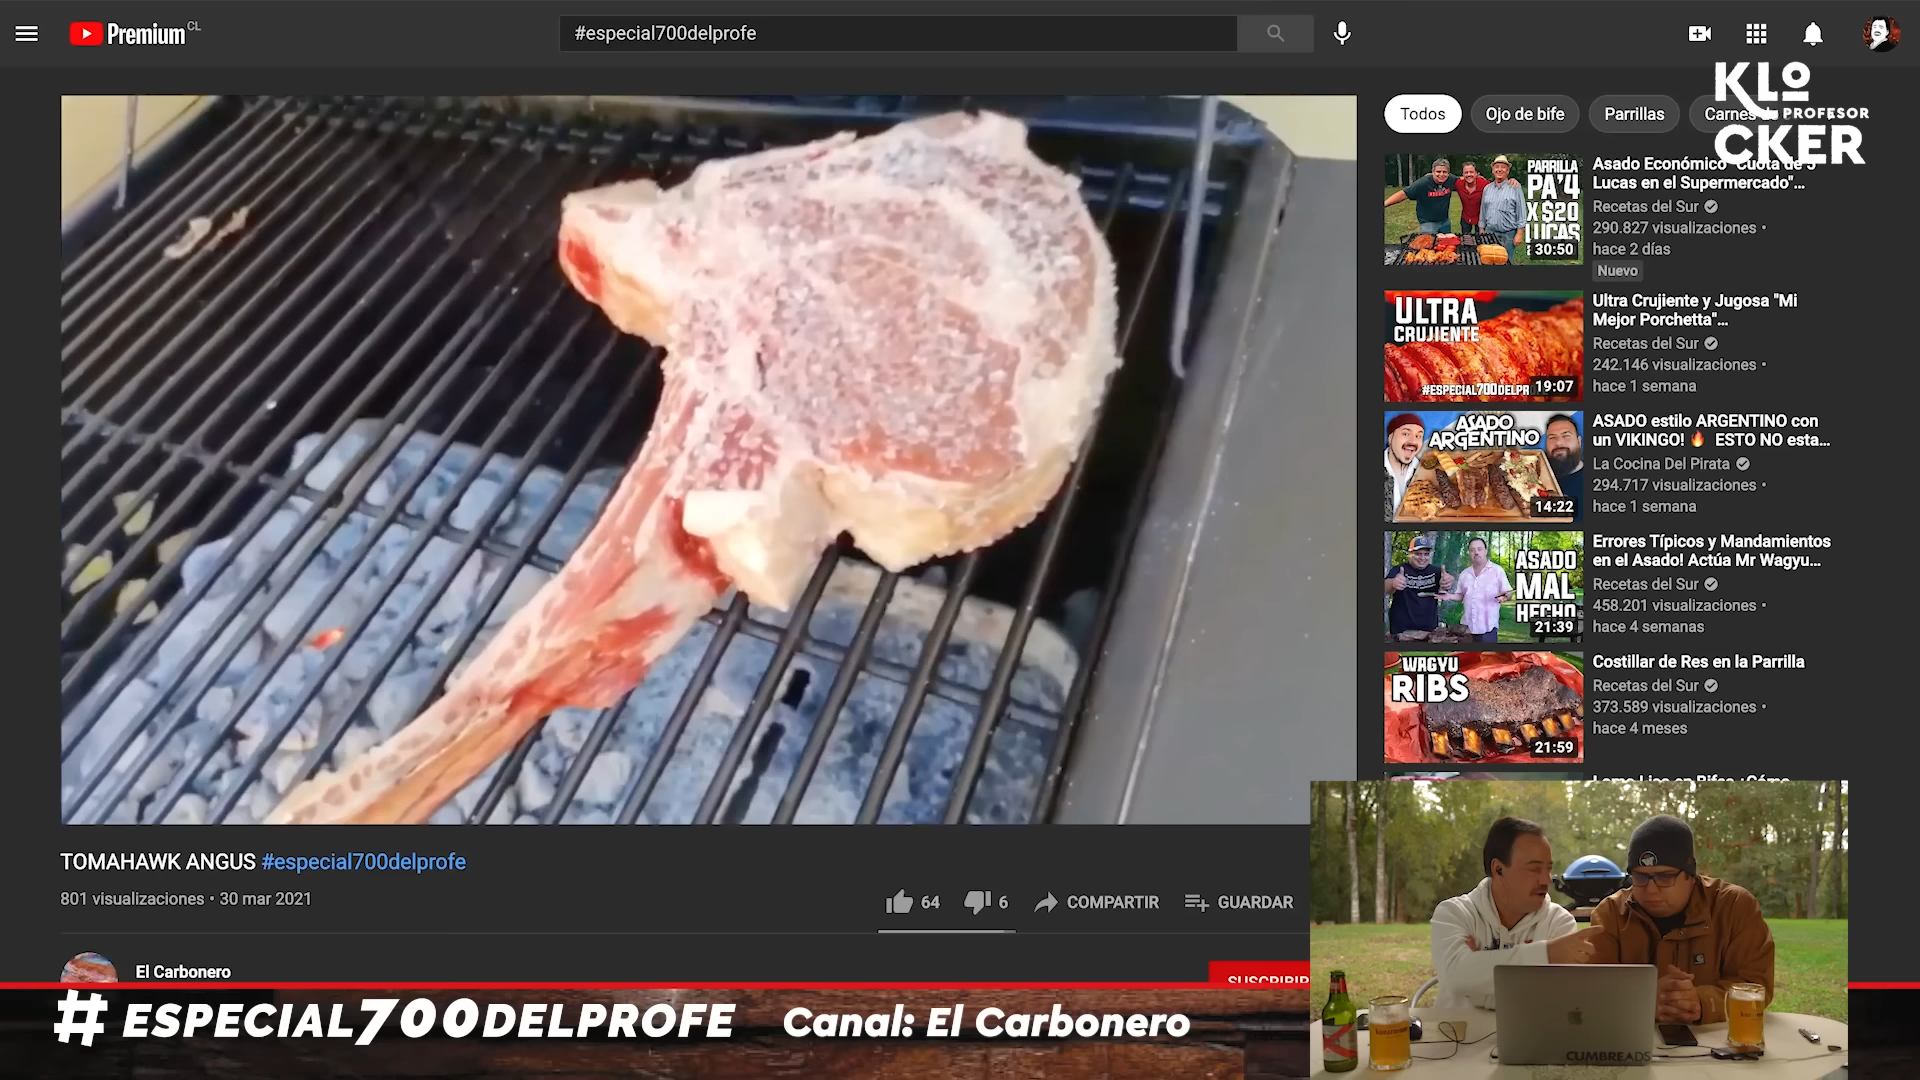 Premium CL
#especial700delprofe
KLO
PROFESOR
CKER
Todos
Ojo de bife
Parrillas
Carnes
PARRILLA
PA'4
X $20
LUCAS
30:50
Asado Económico "Cuota de 5
Lucas en el Supermercado"...
Recetas del Sur
290.827 visualizaciones •
hace 2 días
Nuevo
ULTRA
CRUJIENTE
#ESPECIAL700DELPR
19:07
Ultra Crujiente y Jugosa "Mi
Mejor Porchetta"...
Recetas del Sur
242.146 visualizaciones •
hace 1 semana
ASADO
ARGENTINO
14:22
ASADO estilo ARGENTINO con
un VIKINGO! 🔥 ESTO NO esta...
La Cocina Del Pirata
294.717 visualizaciones •
hace 1 semana
ASADO
MAL
HECHO
21:39
Errores Típicos y Mandamientos
en el Asado! Actúa Mr Wagyu...
Recetas del Sur
458.201 visualizaciones •
hace 4 semanas
WAGYU
RIBS
21:59
Costillar de Res en la Parrilla
Recetas del Sur
373.589 visualizaciones •
hace 4 meses
TOMAHAWK ANGUS #especial700delprofe
801 visualizaciones • 30 mar 2021
64
6
COMPARTIR
GUARDAR
El Carbonero
SUSCRIBIR
#ESPECIAL700DELPROFE
Canal: El Carbonero
CUMBREADS